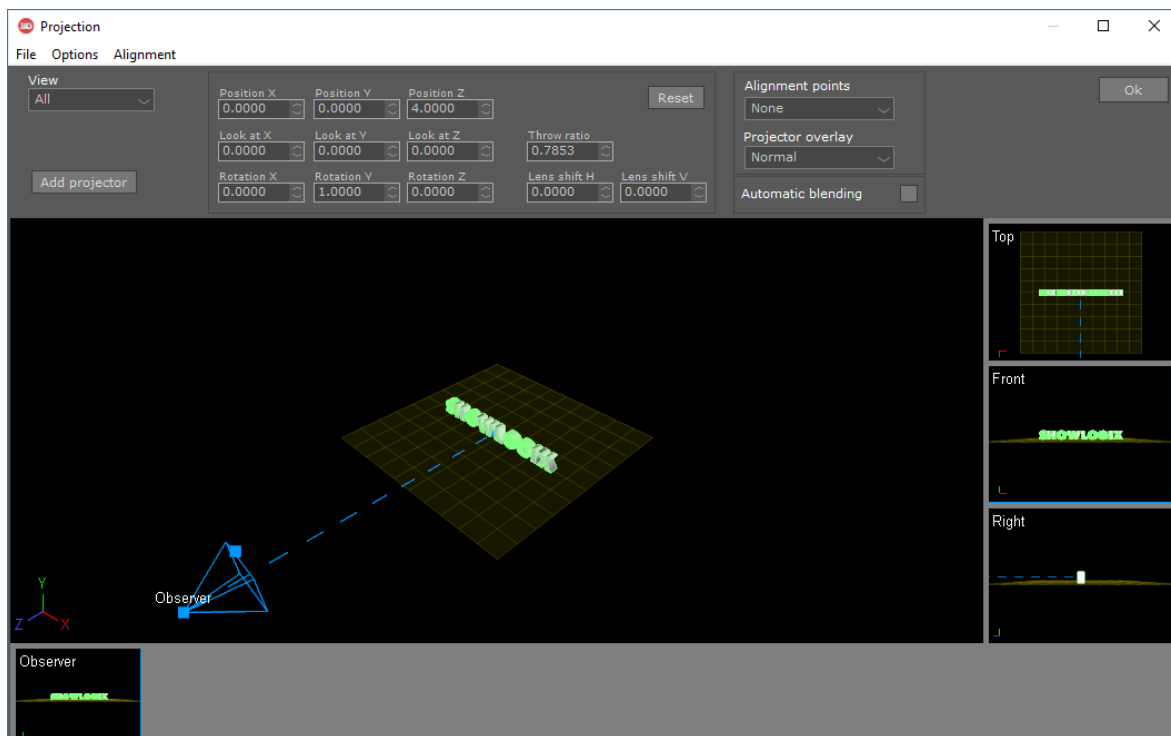 3D Projection
File Options Alignment
View
All
Add projector
Position X Position Y Position Z
0.0000 0.0000 4.0000
Reset
Look at X Look at Y Look at Z Throw ratio
0.0000 0.0000 0.0000 0.7853
Rotation X Rotation Y Rotation Z Lens shift H Lens shift V
0.0000 1.0000 0.0000 0.0000 0.0000
Alignment points
None
Projector overlay
Normal
Automatic blending
Ok
SHOWLOGIX
Observer
Y
Z X
Top
Front
SHOWLOGIX
Right
Observer
SHOWLOGIX